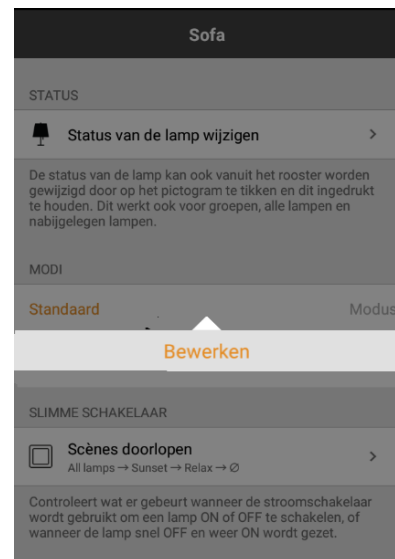 Sofa
STATUS
Status van de lamp wijzigen
De status van de lamp kan ook vanuit het rooster worden
gewijzigd door op het pictogram te tikken en dit ingedrukt
te houden. Dit werkt ook voor groepen, alle lampen en
nabijgelegen lampen.
MODI
Standaard Modus
Bewerken
SLIMME SCHAKELAAR
Scènes doorlopen
All lamps → Sunset → Relax → ∅
Controleert wat er gebeurt wanneer de stroomschakelaar
wordt gebruikt om een lamp ON of OFF te schakelen, of
wanneer de lamp snel OFF en weer ON wordt gezet.